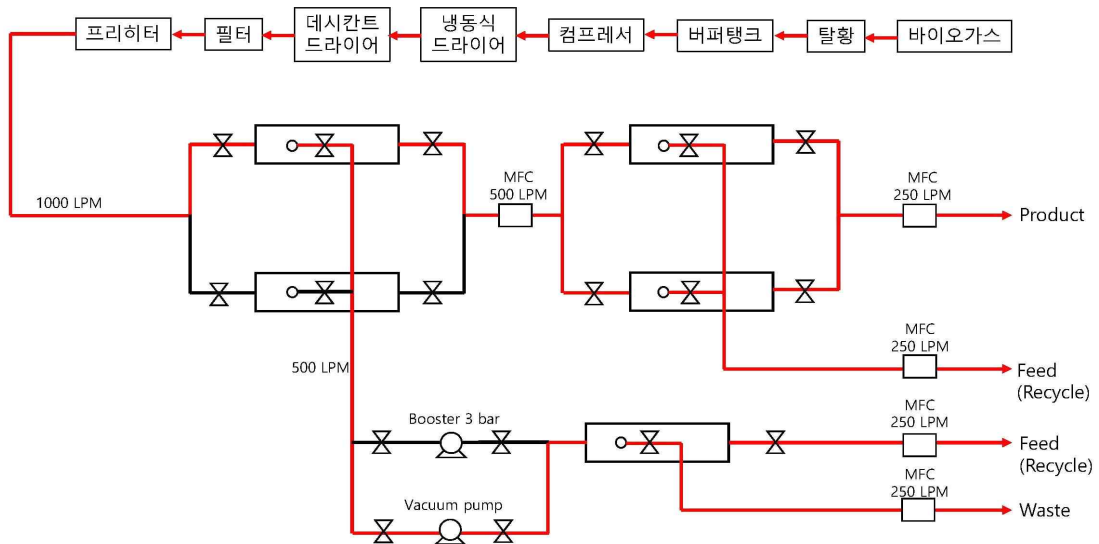 프리히터
필터
데시칸트
드라이어
냉동식
드라이어
컴프레서
버퍼탱크
탈황
바이오가스
1000 LPM
MFC
500 LPM
MFC
250 LPM
Product
500 LPM
MFC
250 LPM
Feed
(Recycle)
Booster 3 bar
MFC
250 LPM
Feed
(Recycle)
Vacuum pump
MFC
250 LPM
Waste